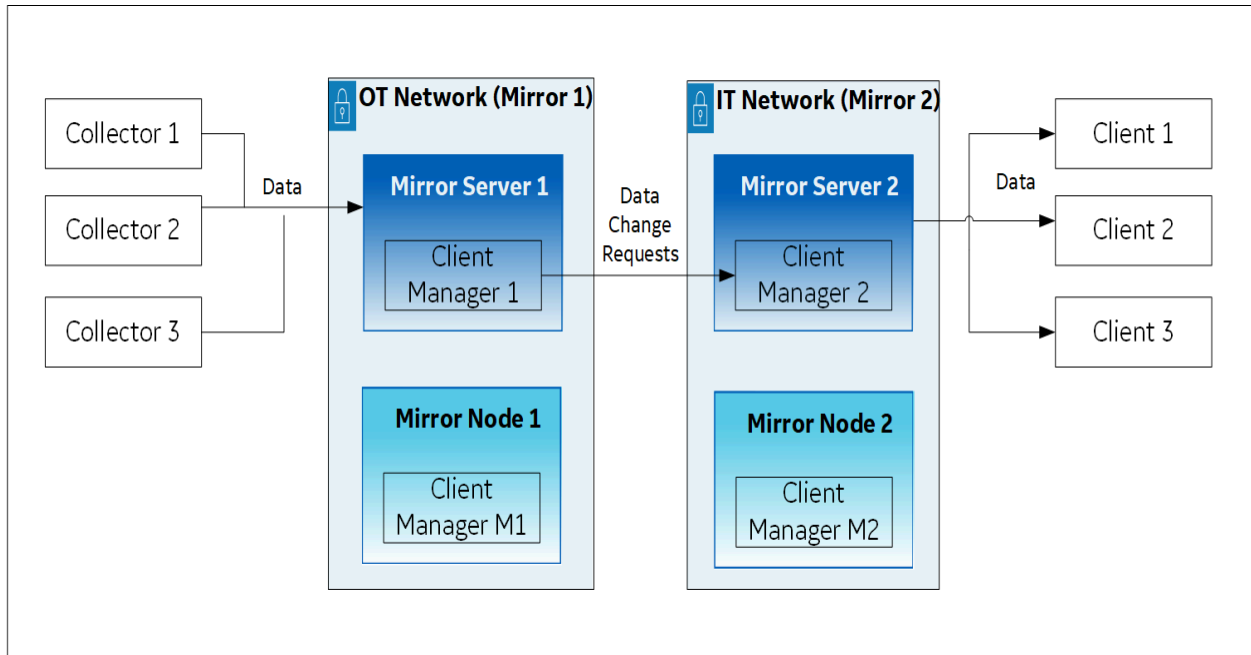 OT Network (Mirror 1)
IT Network (Mirror 2)
Collector 1
Collector 2
Collector 3
Data
Mirror Server 1
Client
Manager 1
Data
Change
Requests
Mirror Server 2
Client
Manager 2
Data
Client 1
Client 2
Client 3
Mirror Node 1
Client
Manager M1
Mirror Node 2
Client
Manager M2